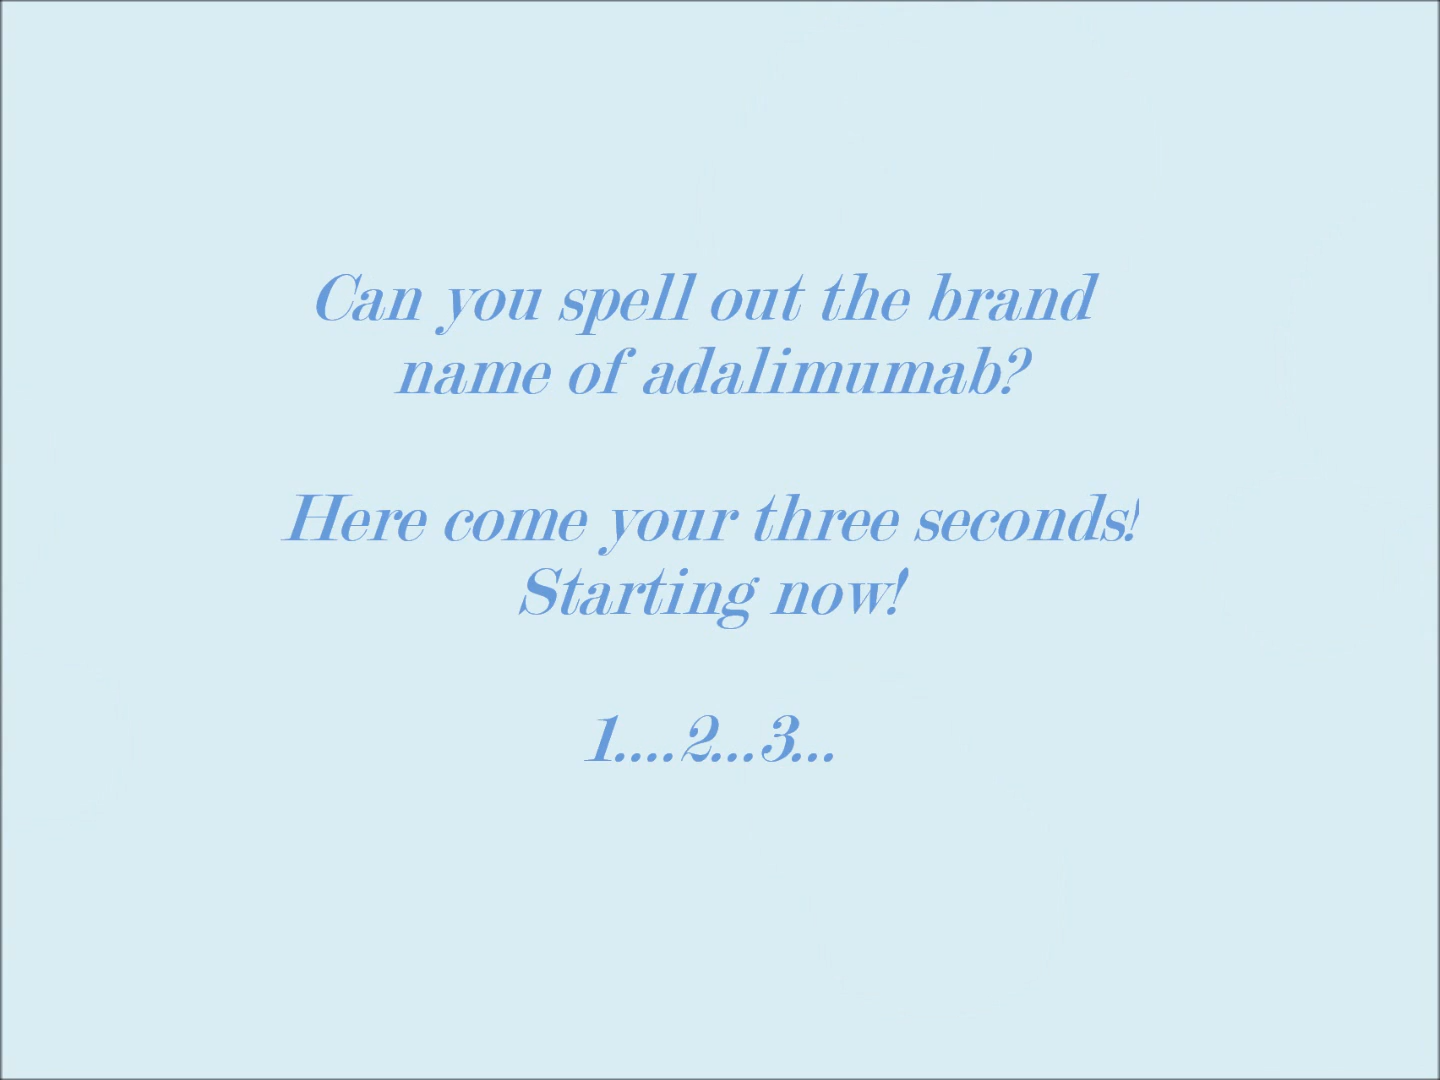 Can you spell out the brand
name of adalimumab?
Here come your three seconds!
Starting now!
1....2...3...